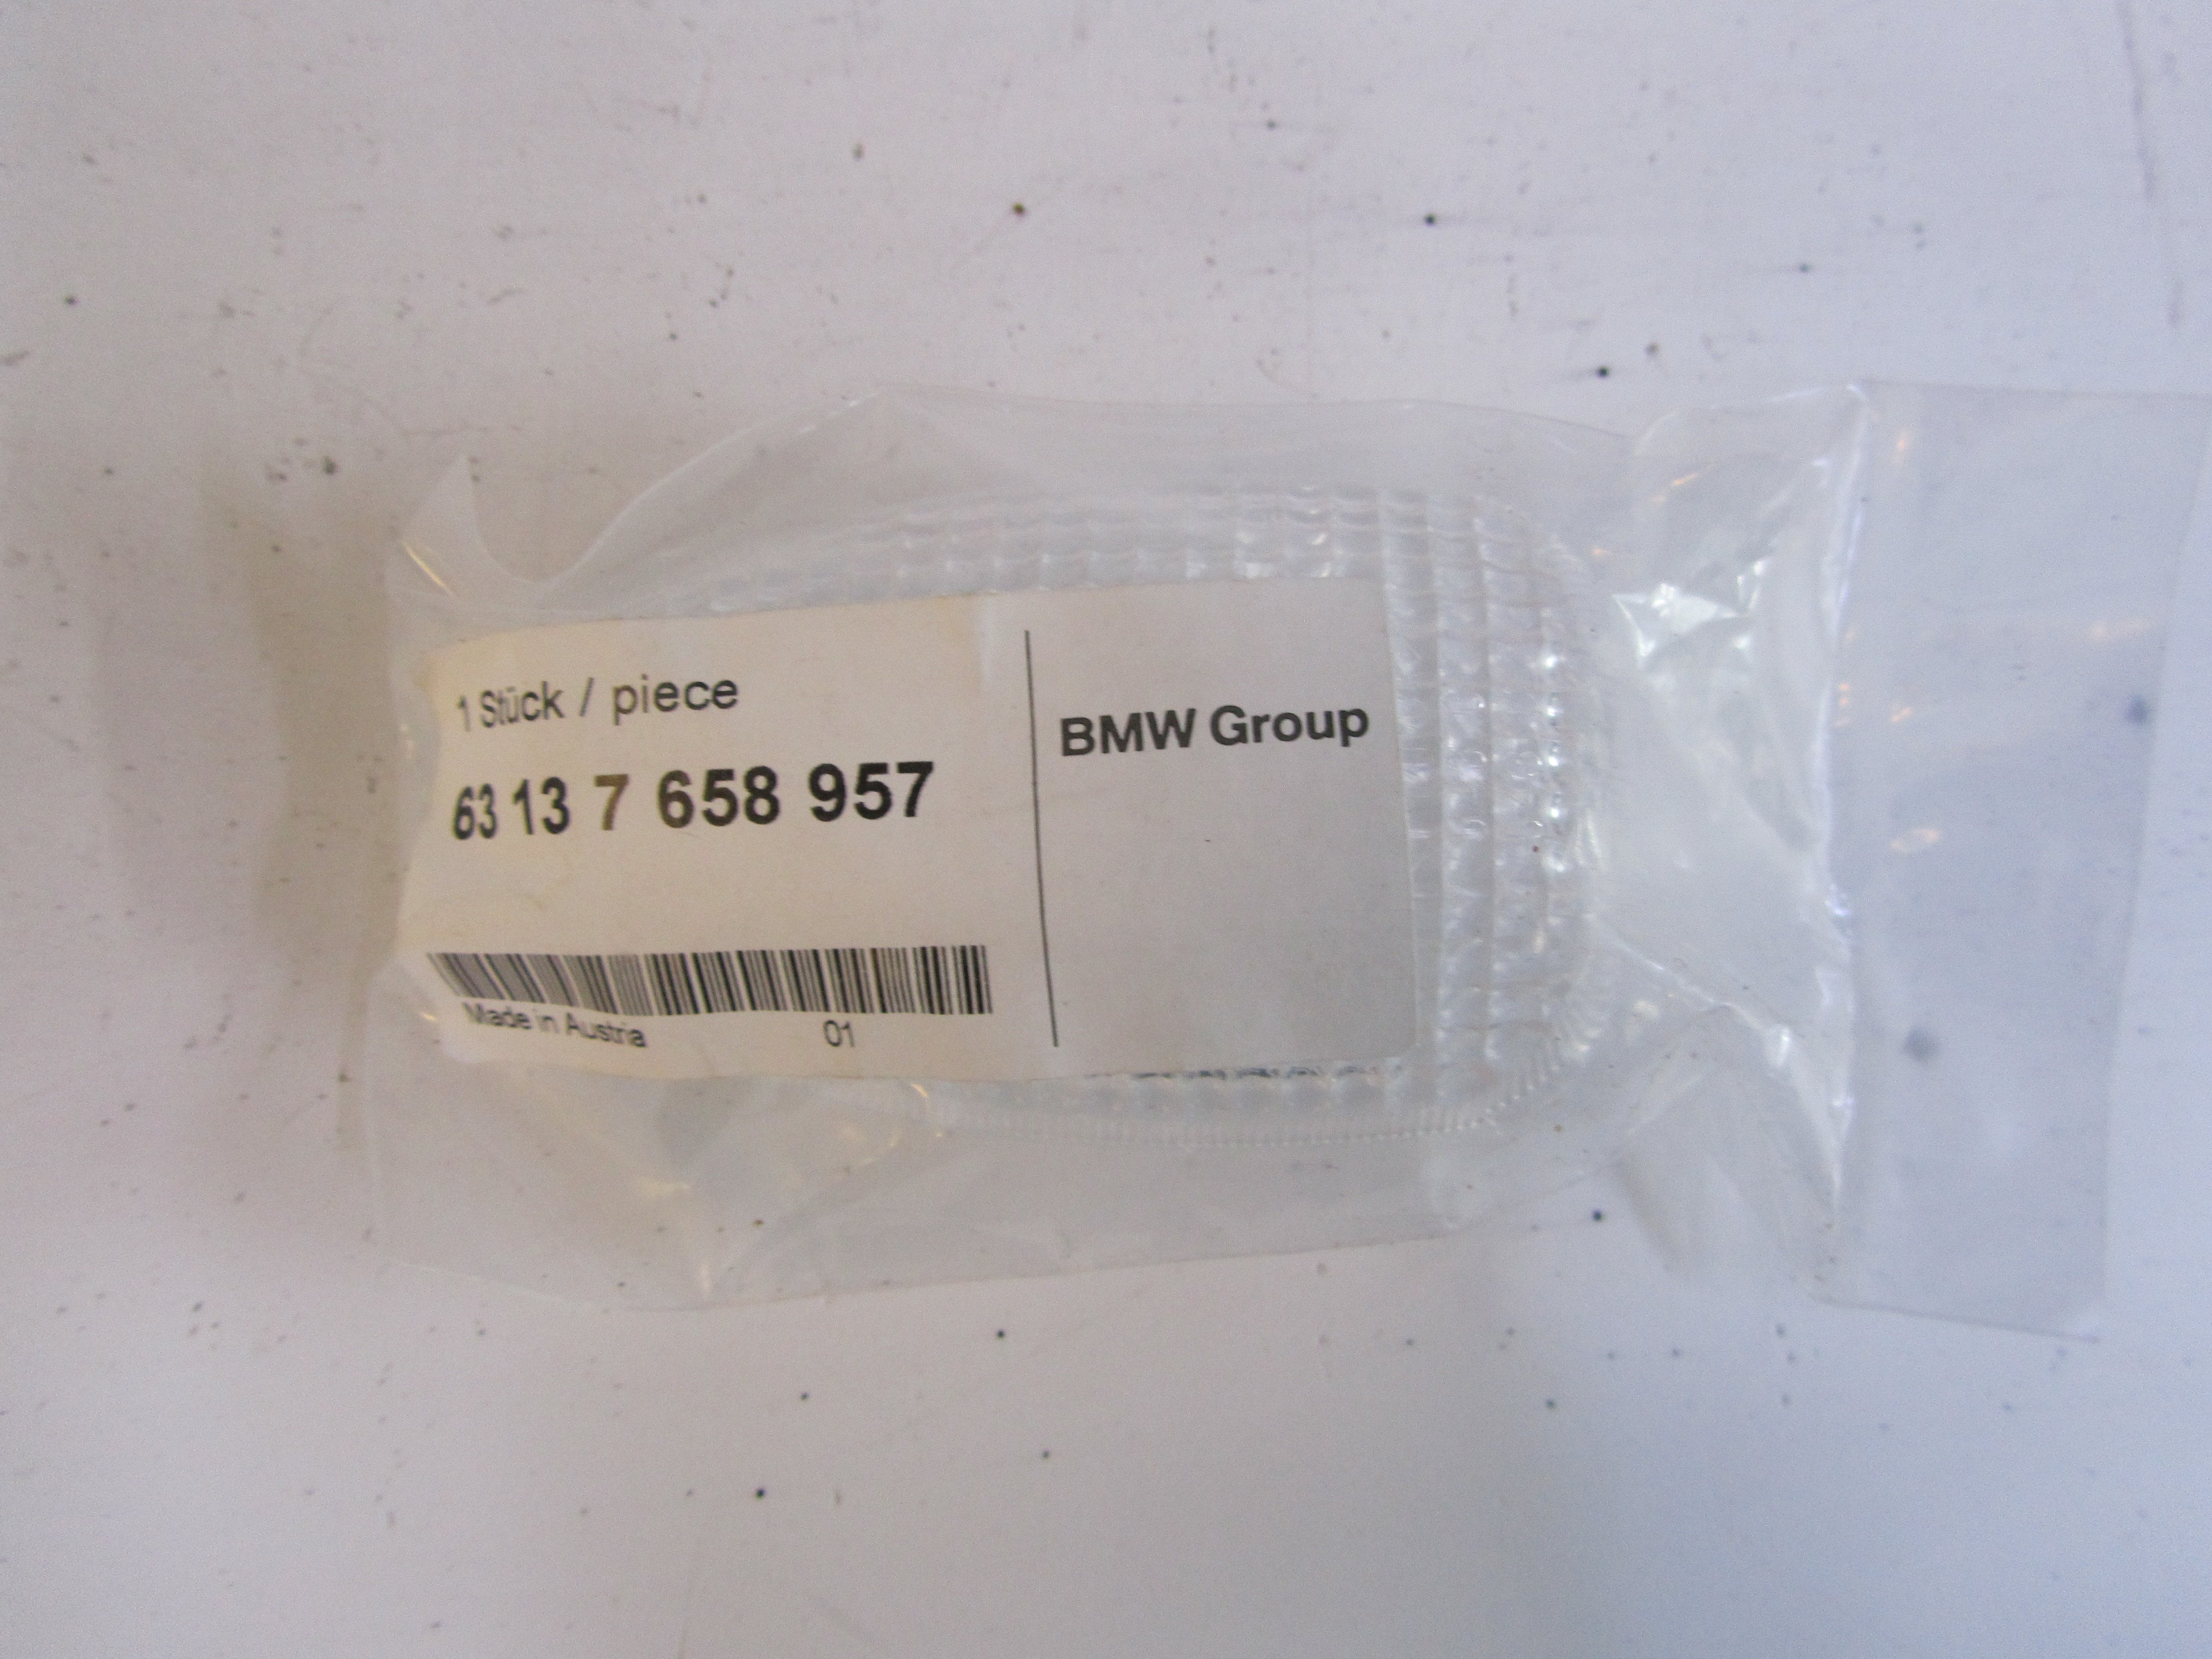 1 Stück / piece
63 13 7 658 957
BMW Group
Made in Austria
01